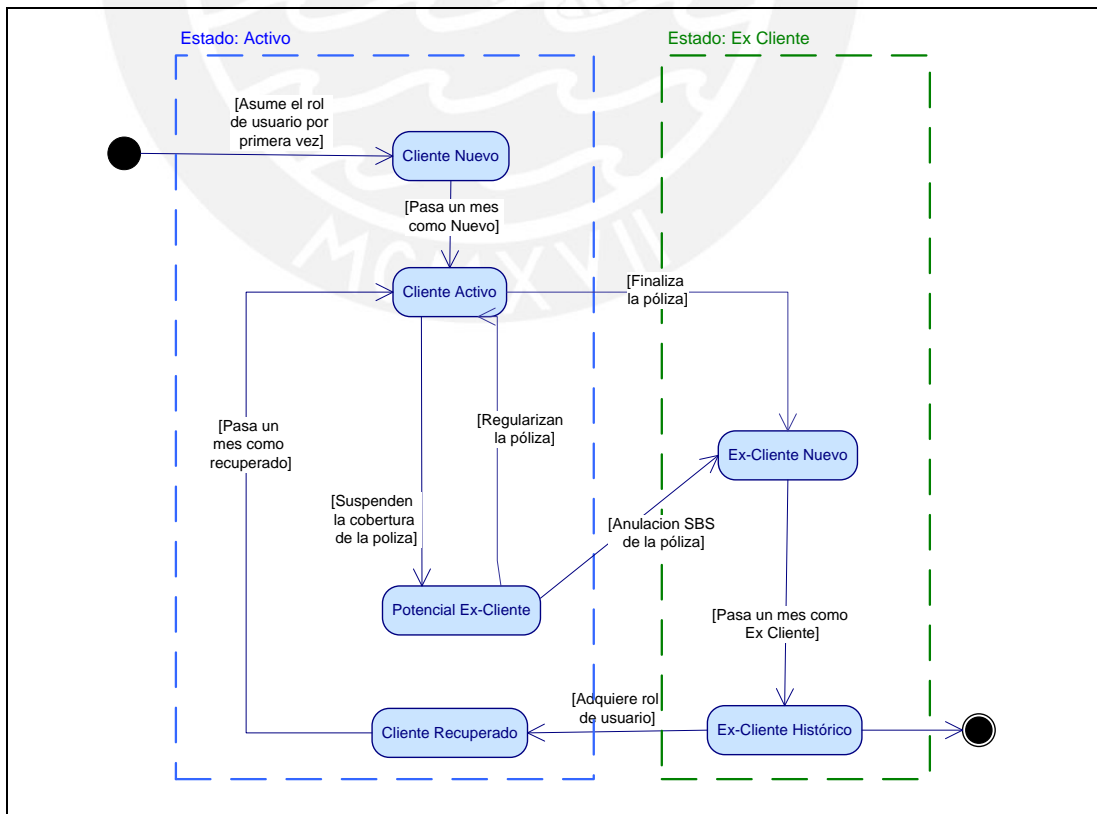 Estado: Activo
Estado: Ex Cliente
[Asume el rol
de usuario por
primera vez]
Cliente Nuevo
[Pasa un mes
como Nuevo]
MCMXVII
Cliente Activo
[Finaliza
la póliza]
[Pasa un
mes como
recuperado]
[Regularizan
la póliza]
Ex-Cliente Nuevo
[Suspenden
la cobertura
de la poliza]
[Anulacion SBS
de la póliza]
Potencial Ex-Cliente
[Pasa un mes como
Ex Cliente]
[Adquiere rol
de usuario]
Cliente Recuperado
Ex-Cliente Histórico